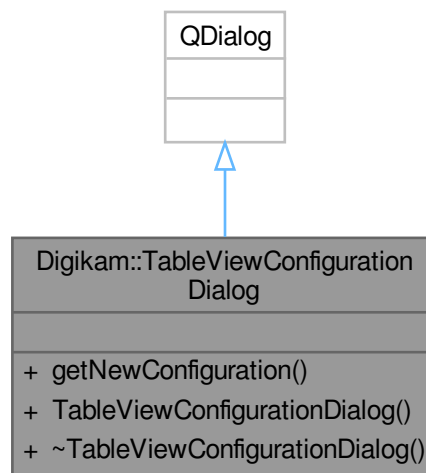 QDialog
Digikam::TableViewConfiguration
Dialog
+ getNewConfiguration()
+ TableViewConfigurationDialog()
+ ~TableViewConfigurationDialog()